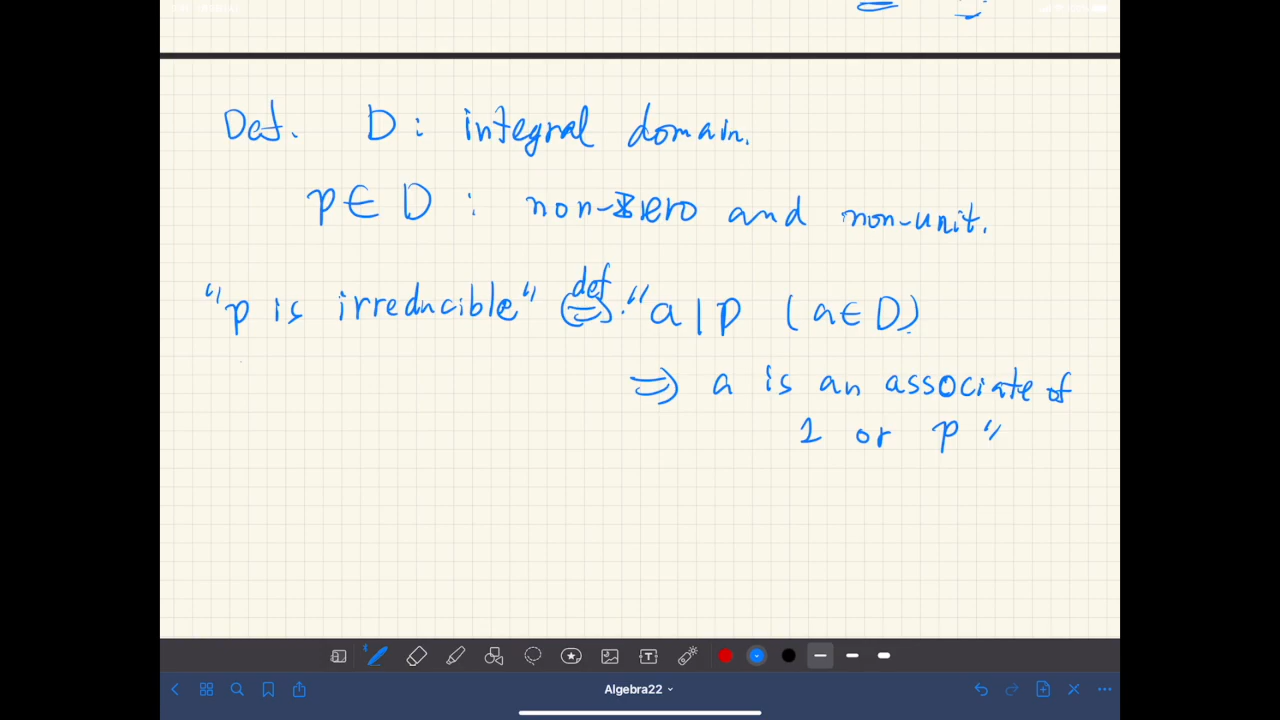 Def. D : integral domain.
p ∈ D : non-zero and non-unit.
"p is irreducible" ⇔ def. "a | p (a ∈ D)
⇒ a is an associate of
1 or p "
Algebra22